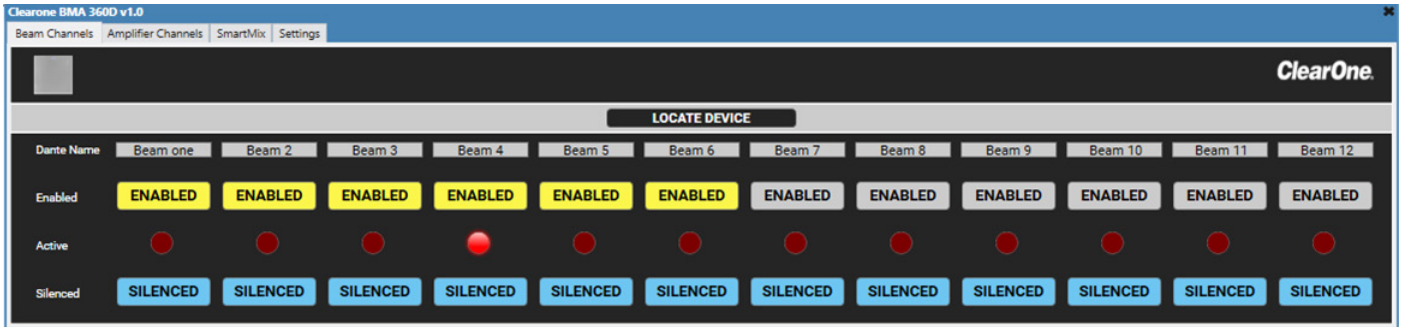 Clearone BMA 360D v1.0
Beam Channels Amplifier Channels SmartMix Settings
ClearOne.
LOCATE DEVICE
Dante Name Beam one Beam 2 Beam 3 Beam 4 Beam 5 Beam 6 Beam 7 Beam 8 Beam 9 Beam 10 Beam 11 Beam 12
Enabled ENABLED ENABLED ENABLED ENABLED ENABLED ENABLED ENABLED ENABLED ENABLED ENABLED ENABLED ENABLED
Active
Silenced SILENCED SILENCED SILENCED SILENCED SILENCED SILENCED SILENCED SILENCED SILENCED SILENCED SILENCED SILENCED